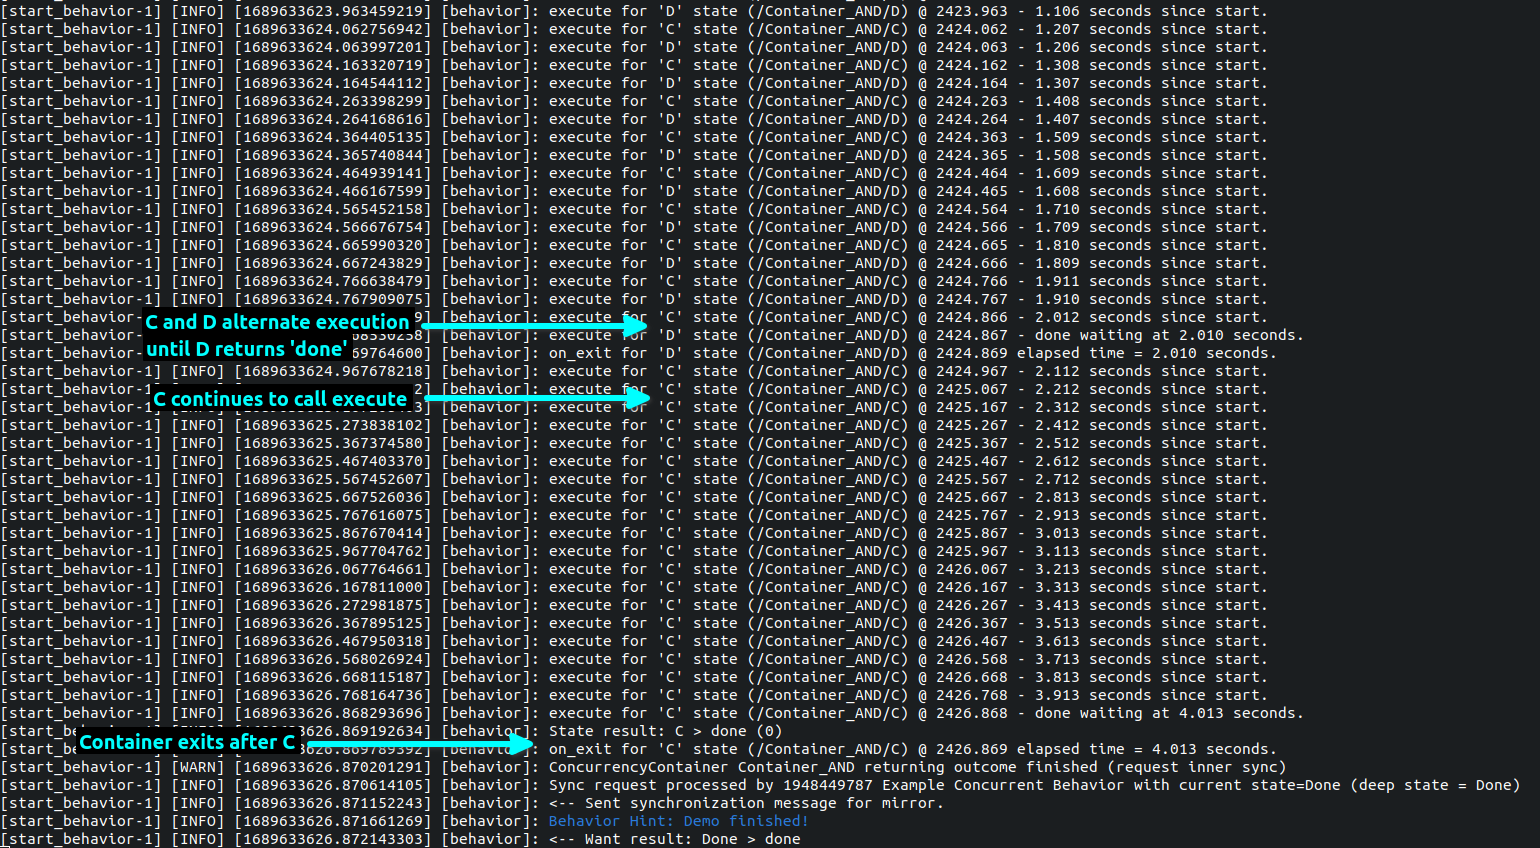 [start_behavior-1] [INFO] [1689633623.963459219] [behavior]: execute for 'D' state (/Container_AND/D) @ 2423.963 - 1.106 seconds since start.
[start_behavior-1] [INFO] [1689633624.062756942] [behavior]: execute for 'C' state (/Container_AND/C) @ 2424.062 - 1.207 seconds since start.
[start_behavior-1] [INFO] [1689633624.063997201] [behavior]: execute for 'D' state (/Container_AND/D) @ 2424.063 - 1.206 seconds since start.
[start_behavior-1] [INFO] [1689633624.163320719] [behavior]: execute for 'C' state (/Container_AND/C) @ 2424.162 - 1.308 seconds since start.
[start_behavior-1] [INFO] [1689633624.164544112] [behavior]: execute for 'D' state (/Container_AND/D) @ 2424.164 - 1.307 seconds since start.
[start_behavior-1] [INFO] [1689633624.263398299] [behavior]: execute for 'C' state (/Container_AND/C) @ 2424.263 - 1.408 seconds since start.
[start_behavior-1] [INFO] [1689633624.264168616] [behavior]: execute for 'D' state (/Container_AND/D) @ 2424.264 - 1.407 seconds since start.
[start_behavior-1] [INFO] [1689633624.364405135] [behavior]: execute for 'C' state (/Container_AND/C) @ 2424.363 - 1.509 seconds since start.
[start_behavior-1] [INFO] [1689633624.365740844] [behavior]: execute for 'D' state (/Container_AND/D) @ 2424.365 - 1.508 seconds since start.
[start_behavior-1] [INFO] [1689633624.464939141] [behavior]: execute for 'C' state (/Container_AND/C) @ 2424.464 - 1.609 seconds since start.
[start_behavior-1] [INFO] [1689633624.466167599] [behavior]: execute for 'D' state (/Container_AND/D) @ 2424.465 - 1.608 seconds since start.
[start_behavior-1] [INFO] [1689633624.565452158] [behavior]: execute for 'C' state (/Container_AND/C) @ 2424.564 - 1.710 seconds since start.
[start_behavior-1] [INFO] [1689633624.566676754] [behavior]: execute for 'D' state (/Container_AND/D) @ 2424.566 - 1.709 seconds since start.
[start_behavior-1] [INFO] [1689633624.665990320] [behavior]: execute for 'C' state (/Container_AND/C) @ 2424.665 - 1.810 seconds since start.
[start_behavior-1] [INFO] [1689633624.667243829] [behavior]: execute for 'D' state (/Container_AND/D) @ 2424.666 - 1.809 seconds since start.
[start_behavior-1] [INFO] [1689633624.766638479] [behavior]: execute for 'C' state (/Container_AND/C) @ 2424.766 - 1.911 seconds since start.
[start_behavior-1] [INFO] [1689633624.767909075] [behavior]: execute for 'D' state (/Container_AND/D) @ 2424.767 - 1.910 seconds since start.
[start_behavior-1] [behavior]: execute for 'C' state (/Container_AND/C) @ 2424.866 - 2.012 seconds since start.
C and D alternate execution
[start_behavior-1] [behavior]: execute for 'D' state (/Container_AND/D) @ 2424.867 - done waiting at 2.010 seconds.
until D returns 'done'
[start_behavior-1] 69764600] [behavior]: on_exit for 'D' state (/Container_AND/D) @ 2424.869 elapsed time = 2.010 seconds.
[start_behavior-1] [INFO] [1689633624.967678218] [behavior]: execute for 'C' state (/Container_AND/C) @ 2424.967 - 2.112 seconds since start.
[start_behavior-1] [behavior]: execute for 'C' state (/Container_AND/C) @ 2425.067 - 2.212 seconds since start.
C continues to call execute
[start_behavior-1] [behavior]: execute for 'C' state (/Container_AND/C) @ 2425.167 - 2.312 seconds since start.
[start_behavior-1] [INFO] [1689633625.273838102] [behavior]: execute for 'C' state (/Container_AND/C) @ 2425.267 - 2.412 seconds since start.
[start_behavior-1] [INFO] [1689633625.367374580] [behavior]: execute for 'C' state (/Container_AND/C) @ 2425.367 - 2.512 seconds since start.
[start_behavior-1] [INFO] [1689633625.467403370] [behavior]: execute for 'C' state (/Container_AND/C) @ 2425.467 - 2.612 seconds since start.
[start_behavior-1] [INFO] [1689633625.567452607] [behavior]: execute for 'C' state (/Container_AND/C) @ 2425.567 - 2.712 seconds since start.
[start_behavior-1] [INFO] [1689633625.667526036] [behavior]: execute for 'C' state (/Container_AND/C) @ 2425.667 - 2.813 seconds since start.
[start_behavior-1] [INFO] [1689633625.767616075] [behavior]: execute for 'C' state (/Container_AND/C) @ 2425.767 - 2.913 seconds since start.
[start_behavior-1] [INFO] [1689633625.867670414] [behavior]: execute for 'C' state (/Container_AND/C) @ 2425.867 - 3.013 seconds since start.
[start_behavior-1] [INFO] [1689633625.967704762] [behavior]: execute for 'C' state (/Container_AND/C) @ 2425.967 - 3.113 seconds since start.
[start_behavior-1] [INFO] [1689633626.067764661] [behavior]: execute for 'C' state (/Container_AND/C) @ 2426.067 - 3.213 seconds since start.
[start_behavior-1] [INFO] [1689633626.167811000] [behavior]: execute for 'C' state (/Container_AND/C) @ 2426.167 - 3.313 seconds since start.
[start_behavior-1] [INFO] [1689633626.272981875] [behavior]: execute for 'C' state (/Container_AND/C) @ 2426.267 - 3.413 seconds since start.
[start_behavior-1] [INFO] [1689633626.367895125] [behavior]: execute for 'C' state (/Container_AND/C) @ 2426.367 - 3.513 seconds since start.
[start_behavior-1] [INFO] [1689633626.467950318] [behavior]: execute for 'C' state (/Container_AND/C) @ 2426.467 - 3.613 seconds since start.
[start_behavior-1] [INFO] [1689633626.568026924] [behavior]: execute for 'C' state (/Container_AND/C) @ 2426.568 - 3.713 seconds since start.
[start_behavior-1] [INFO] [1689633626.668115187] [behavior]: execute for 'C' state (/Container_AND/C) @ 2426.668 - 3.813 seconds since start.
[start_behavior-1] [INFO] [1689633626.768164736] [behavior]: execute for 'C' state (/Container_AND/C) @ 2426.768 - 3.913 seconds since start.
[start_behavior-1] [INFO] [1689633626.868293696] [behavior]: execute for 'C' state (/Container_AND/C) @ 2426.868 - done waiting at 4.013 seconds.
[start_ 3626.869192634] [behavior]: State result: C > done (0)
Container exits after C
[start_ [behavior]: on_exit for 'C' state (/Container_AND/C) @ 2426.869 elapsed time = 4.013 seconds.
[start_behavior-1] [WARN] [1689633626.870201291] [behavior]: ConcurrencyContainer Container_AND returning outcome finished (request inner sync)
[start_behavior-1] [INFO] [1689633626.870614105] [behavior]: Sync request processed by 1948449787 Example Concurrent Behavior with current state=Done (deep state = Done)
[start_behavior-1] [INFO] [1689633626.871152243] [behavior]: <-- Sent synchronization message for mirror.
[start_behavior-1] [INFO] [1689633626.871661269] [behavior]: Behavior Hint: Demo finished!
[start_behavior-1] [INFO] [1689633626.872143303] [behavior]: <-- Want result: Done > done